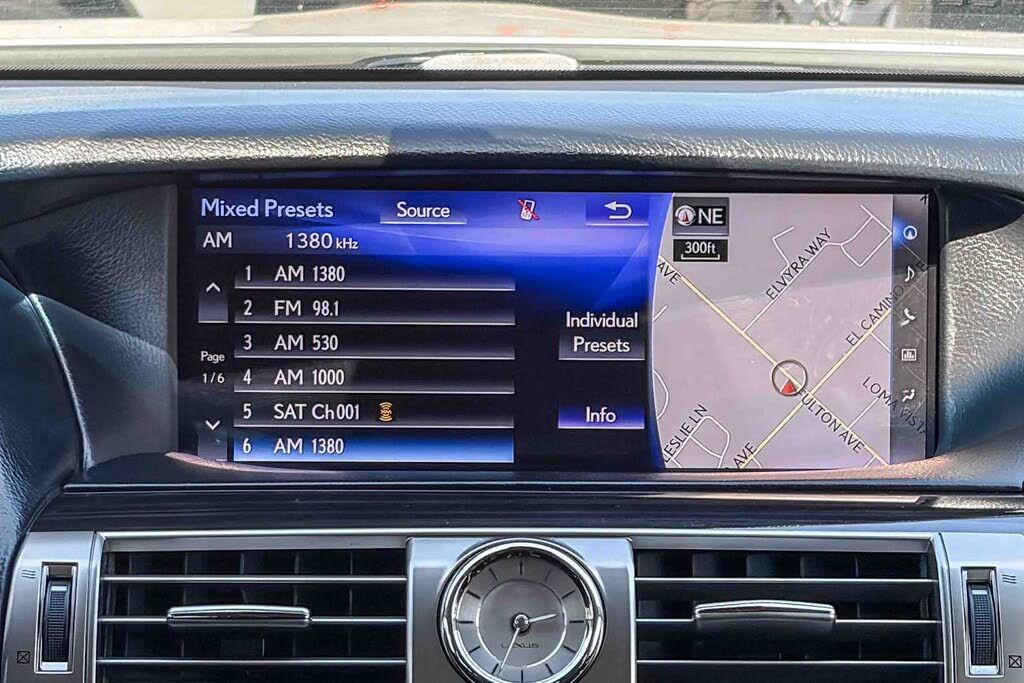 Mixed Presets Source
AM 1380 kHz
1 AM 1380
2 FM 98.1
3 AM 530
4 AM 1000
5 SAT Ch001
6 AM 1380
Page
1/6
Individual
Presets
Info
NE
300ft
AVE
ELVYRA WAY
EL CAMINO
FULTON AVE
LOMA VISTA
LESLIE LN
AVE
LEXUS